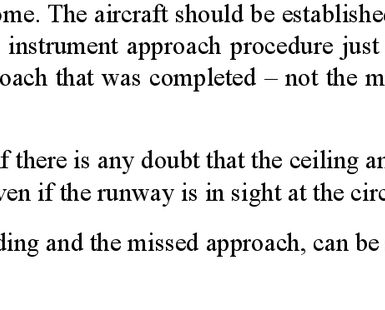 ome. The aircraft should be established
instrument approach procedure just
oach that was completed – not the m
f there is any doubt that the ceiling an
ven if the runway is in sight at the circ
ding and the missed approach, can be